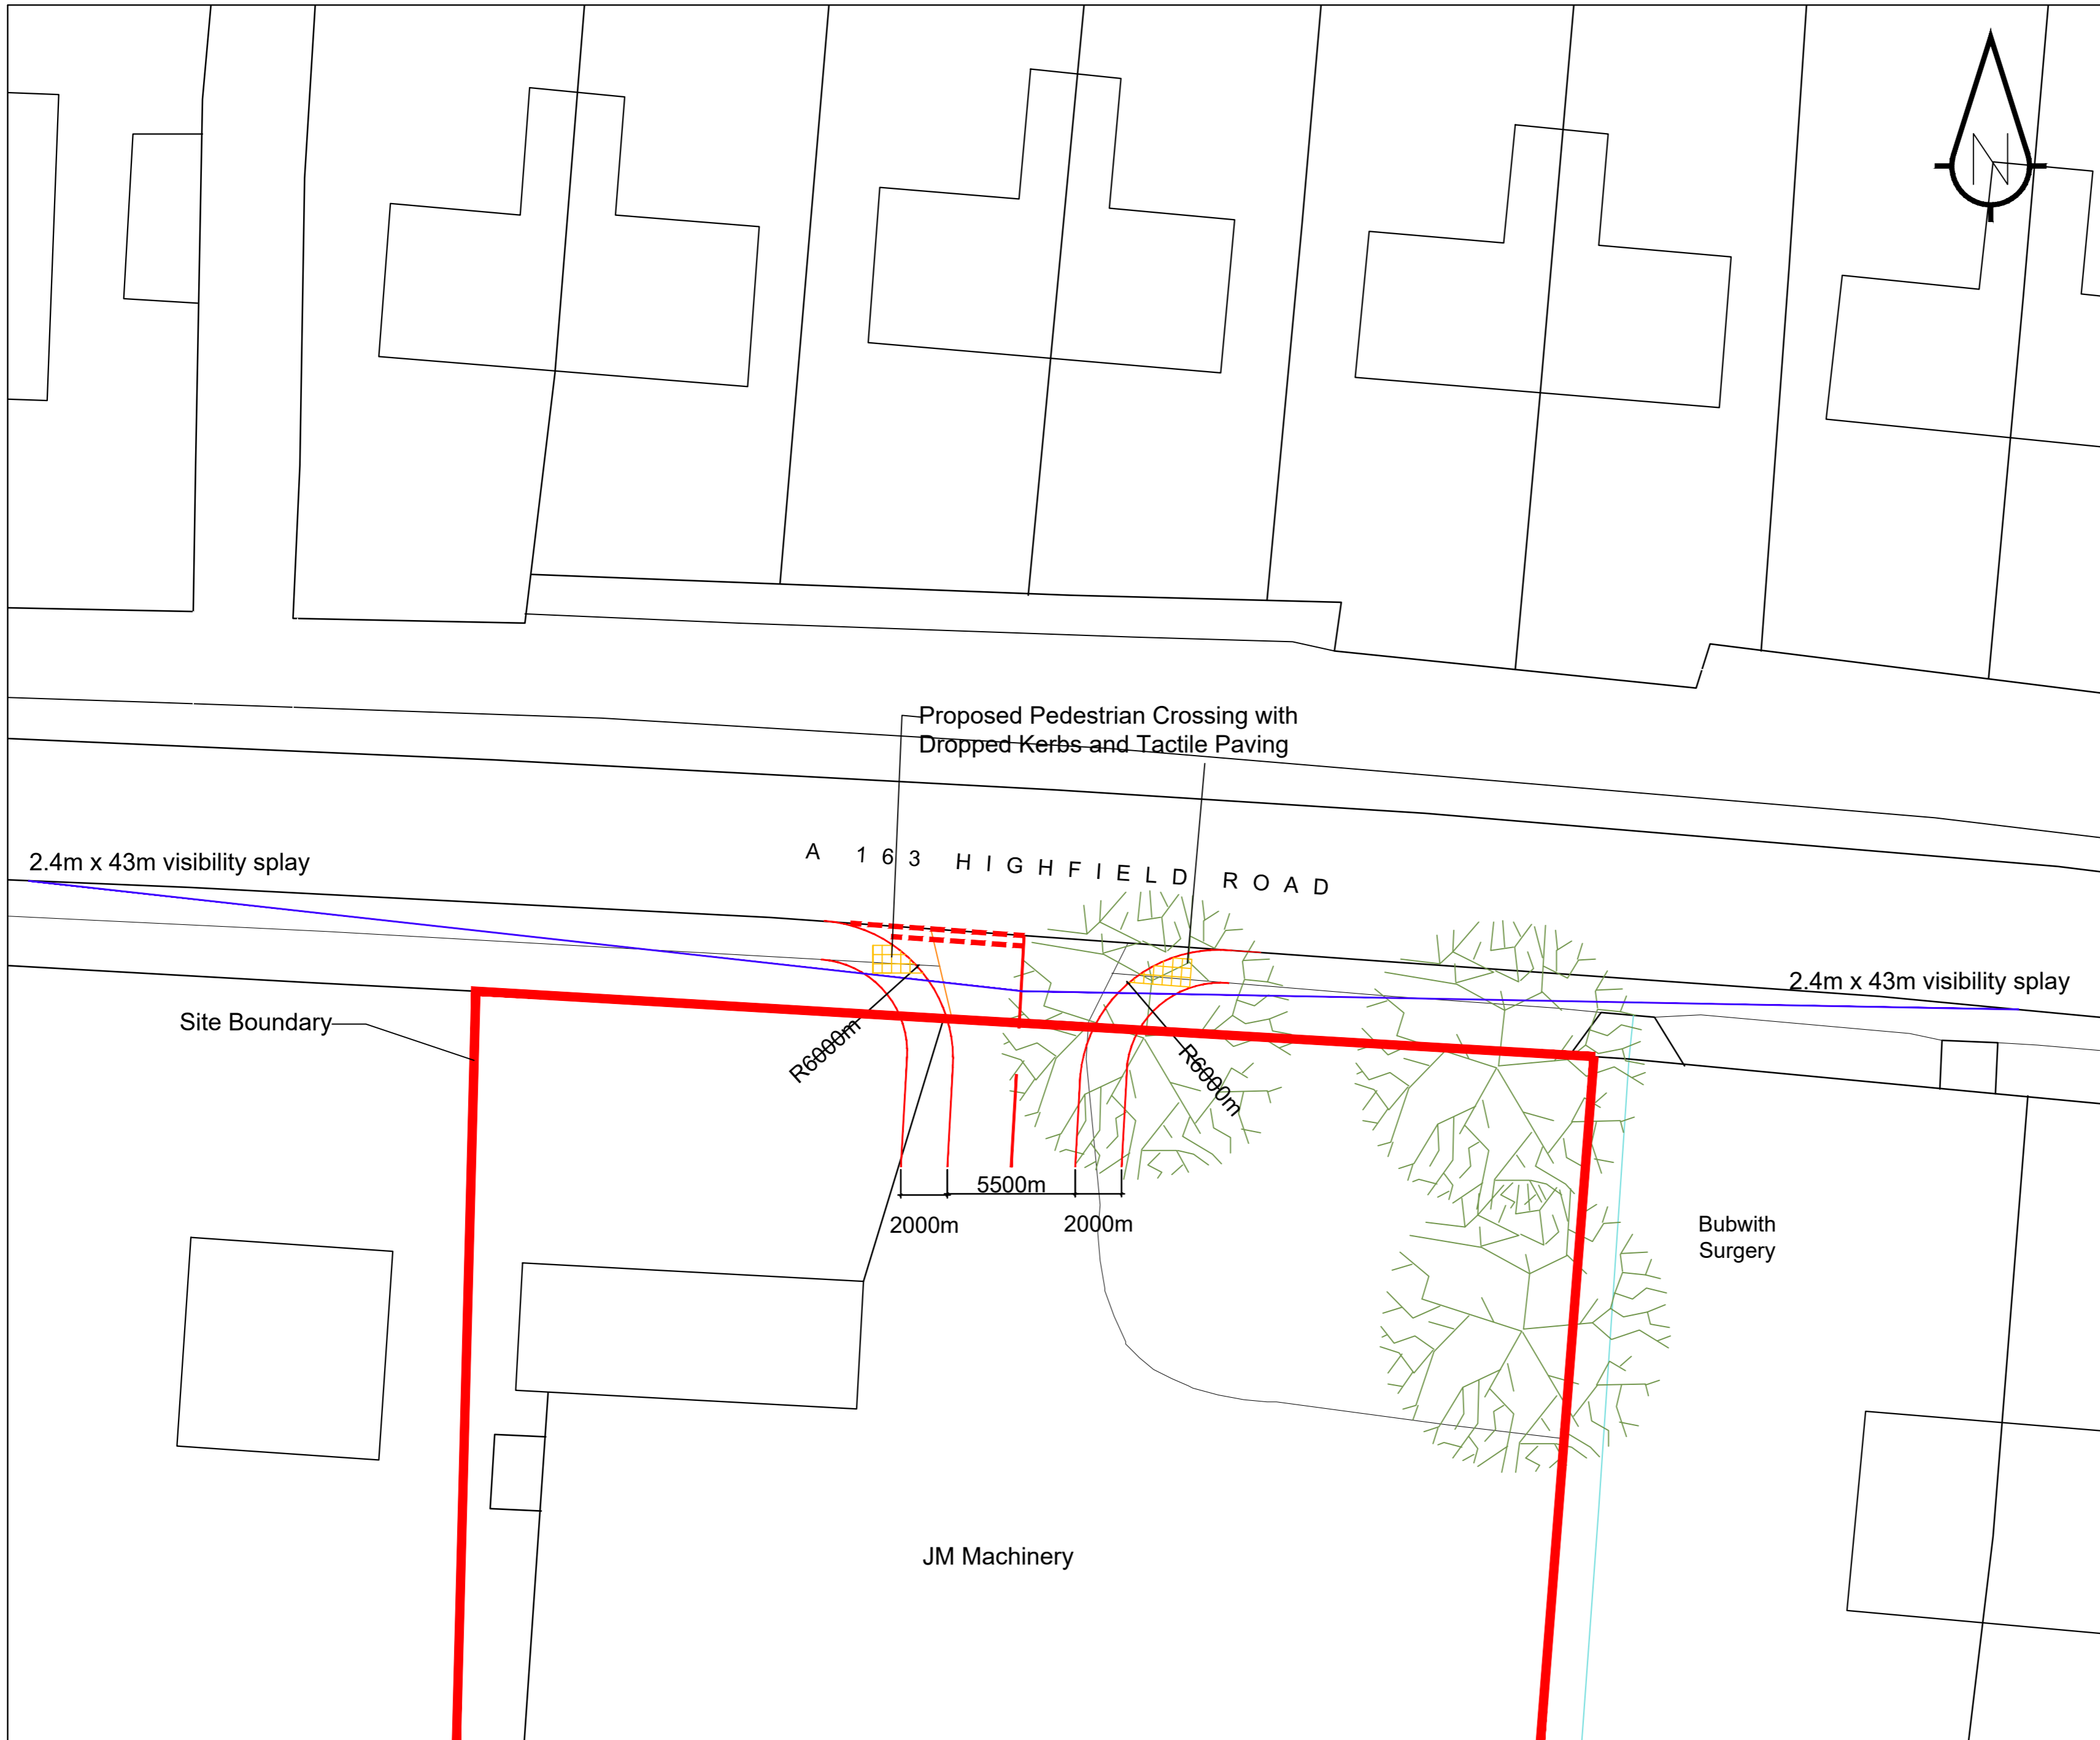 N
Proposed Pedestrian Crossing with
Dropped Kerbs and Tactile Paving
2.4m x 43m visibility splay
A 163 HIGHFIELD ROAD
2.4m x 43m visibility splay
Site Boundary
R6000m
R6000m
5500m
2000m
2000m
Bubwith
Surgery
JM Machinery